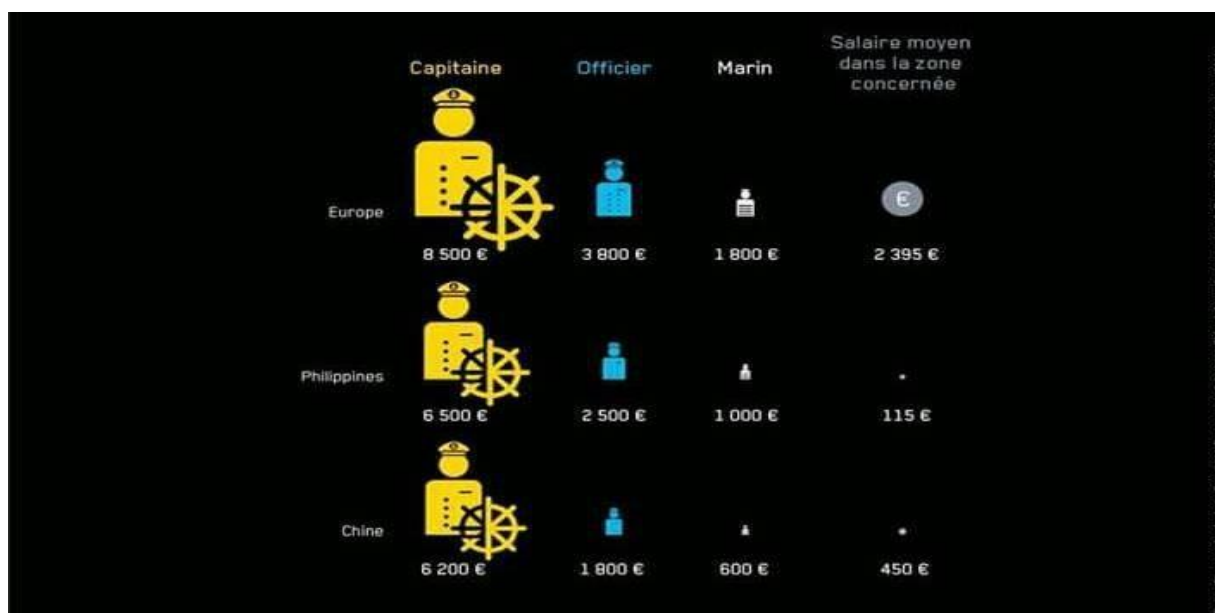 Capitaine Officier Marin Salaire moyen
dans la zone
concernée
€
Europe
8 500 € 3 800 € 1 800 € 2 395 €
Philippines
6 500 € 2 500 € 1 000 € 115 €
Chine
6 200 € 1 800 € 600 € 450 €